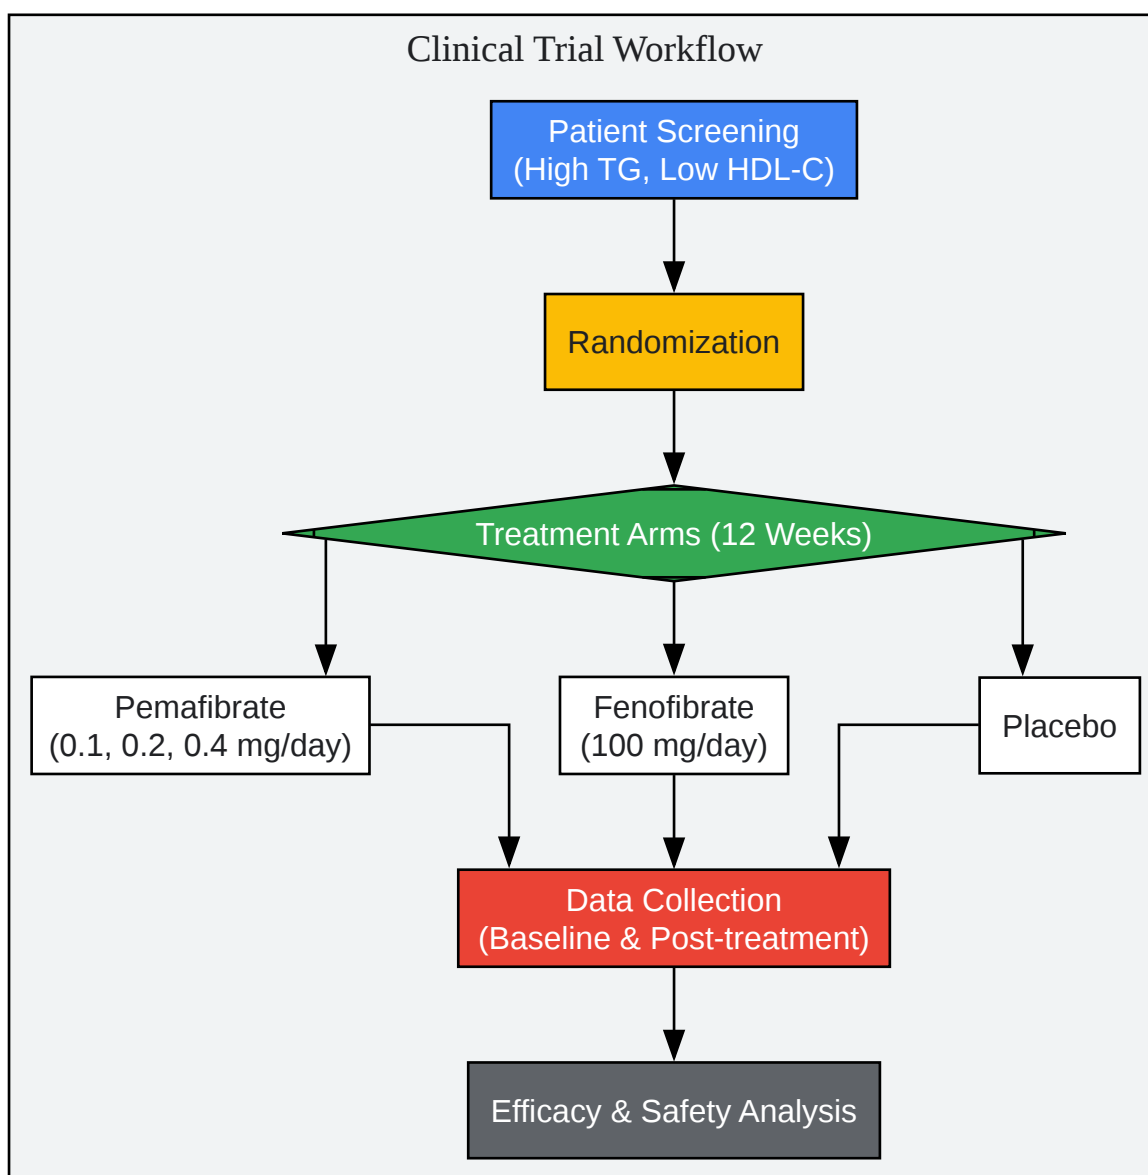 Clinical Trial Workflow
Patient Screening
(High TG, Low HDL-C)
Randomization
Treatment Arms (12 Weeks)
Pemafibrate
(0.1, 0.2, 0.4 mg/day)
Fenofibrate
(100 mg/day)
Placebo
Data Collection
(Baseline & Post-treatment)
Efficacy & Safety Analysis